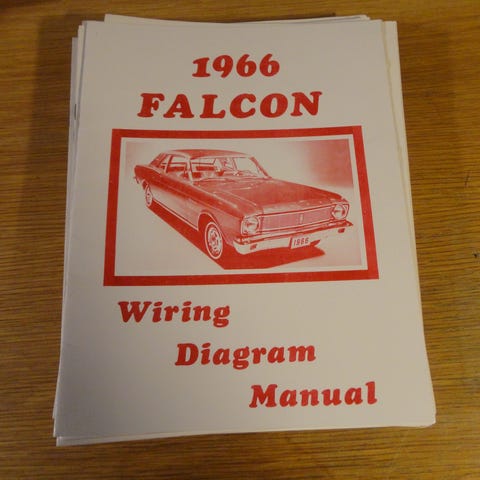 1966
FALCON
1966
Wiring
Diagram
Manual